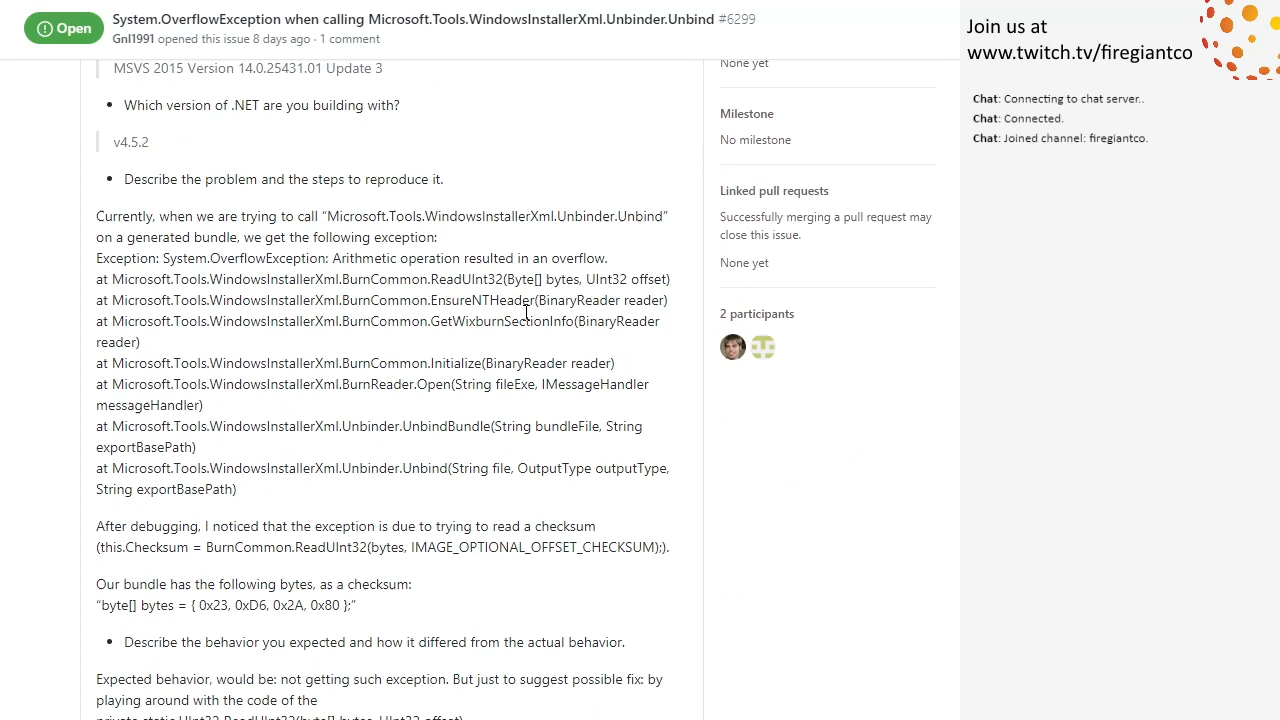 Open
System.OverflowException when calling Microsoft.Tools.WindowsInstallerXml.Unbinder.Unbind #6299
Gnl1991 opened this issue 8 days ago · 1 comment
MSVS 2015 Version 14.0.25431.01 Update 3
• Which version of .NET are you building with?
v4.5.2
• Describe the problem and the steps to reproduce it.
Currently, when we are trying to call “Microsoft.Tools.WindowsInstallerXml.Unbinder.Unbind”
on a generated bundle, we get the following exception:
Exception: System.OverflowException: Arithmetic operation resulted in an overflow.
at Microsoft.Tools.WindowsInstallerXml.BurnCommon.ReadUInt32(Byte[] bytes, UInt32 offset)
at Microsoft.Tools.WindowsInstallerXml.BurnCommon.EnsureNTHeader(BinaryReader reader)
at Microsoft.Tools.WindowsInstallerXml.BurnCommon.GetWixburnSectionInfo(BinaryReader
reader)
at Microsoft.Tools.WindowsInstallerXml.BurnCommon.Initialize(BinaryReader reader)
at Microsoft.Tools.WindowsInstallerXml.BurnReader.Open(String fileExe, IMessageHandler
messageHandler)
at Microsoft.Tools.WindowsInstallerXml.Unbinder.UnbindBundle(String bundleFile, String
exportBasePath)
at Microsoft.Tools.WindowsInstallerXml.Unbinder.Unbind(String file, OutputType outputType,
String exportBasePath)
After debugging, I noticed that the exception is due to trying to read a checksum
(this.Checksum = BurnCommon.ReadUInt32(bytes, IMAGE_OPTIONAL_OFFSET_CHECKSUM);).
Our bundle has the following bytes, as a checksum:
“byte[] bytes = { 0x23, 0xD6, 0x2A, 0x80 };”
• Describe the behavior you expected and how it differed from the actual behavior.
Expected behavior, would be: not getting such exception. But just to suggest possible fix: by
playing around with the code of the
private static UInt32 ReadUInt32(byte[] bytes, UInt32 offset)
None yet
Milestone
No milestone
Linked pull requests
Successfully merging a pull request may
close this issue.
None yet
2 participants
Join us at
www.twitch.tv/firegiantco
Chat: Connecting to chat server..
Chat: Connected.
Chat: Joined channel: firegiantco.